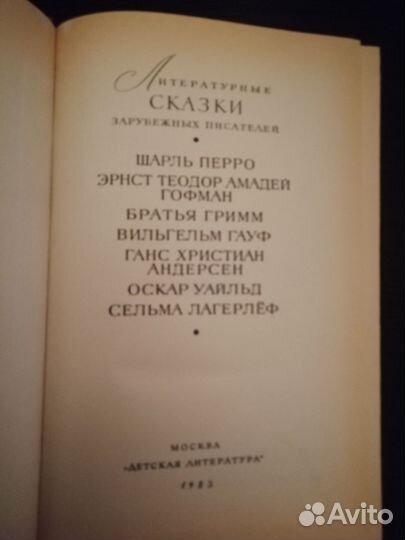 Литературные
СКАЗКИ
ЗАРУБЕЖНЫХ ПИСАТЕЛЕЙ
ШАРЛЬ ПЕРРО
ЭРНСТ ТЕОДОР АМАДЕЙ
ГОФМАН
БРАТЬЯ ГРИММ
ВИЛЬГЕЛЬМ ГАУФ
ГАНС ХРИСТИАН
АНДЕРСЕН
ОСКАР УАЙЛЬД
СЕЛЬМА ЛАГЕРЛЁФ
МОСКВА
„ДЕТСКАЯ ЛИТЕРАТУРА"
1983
Avito